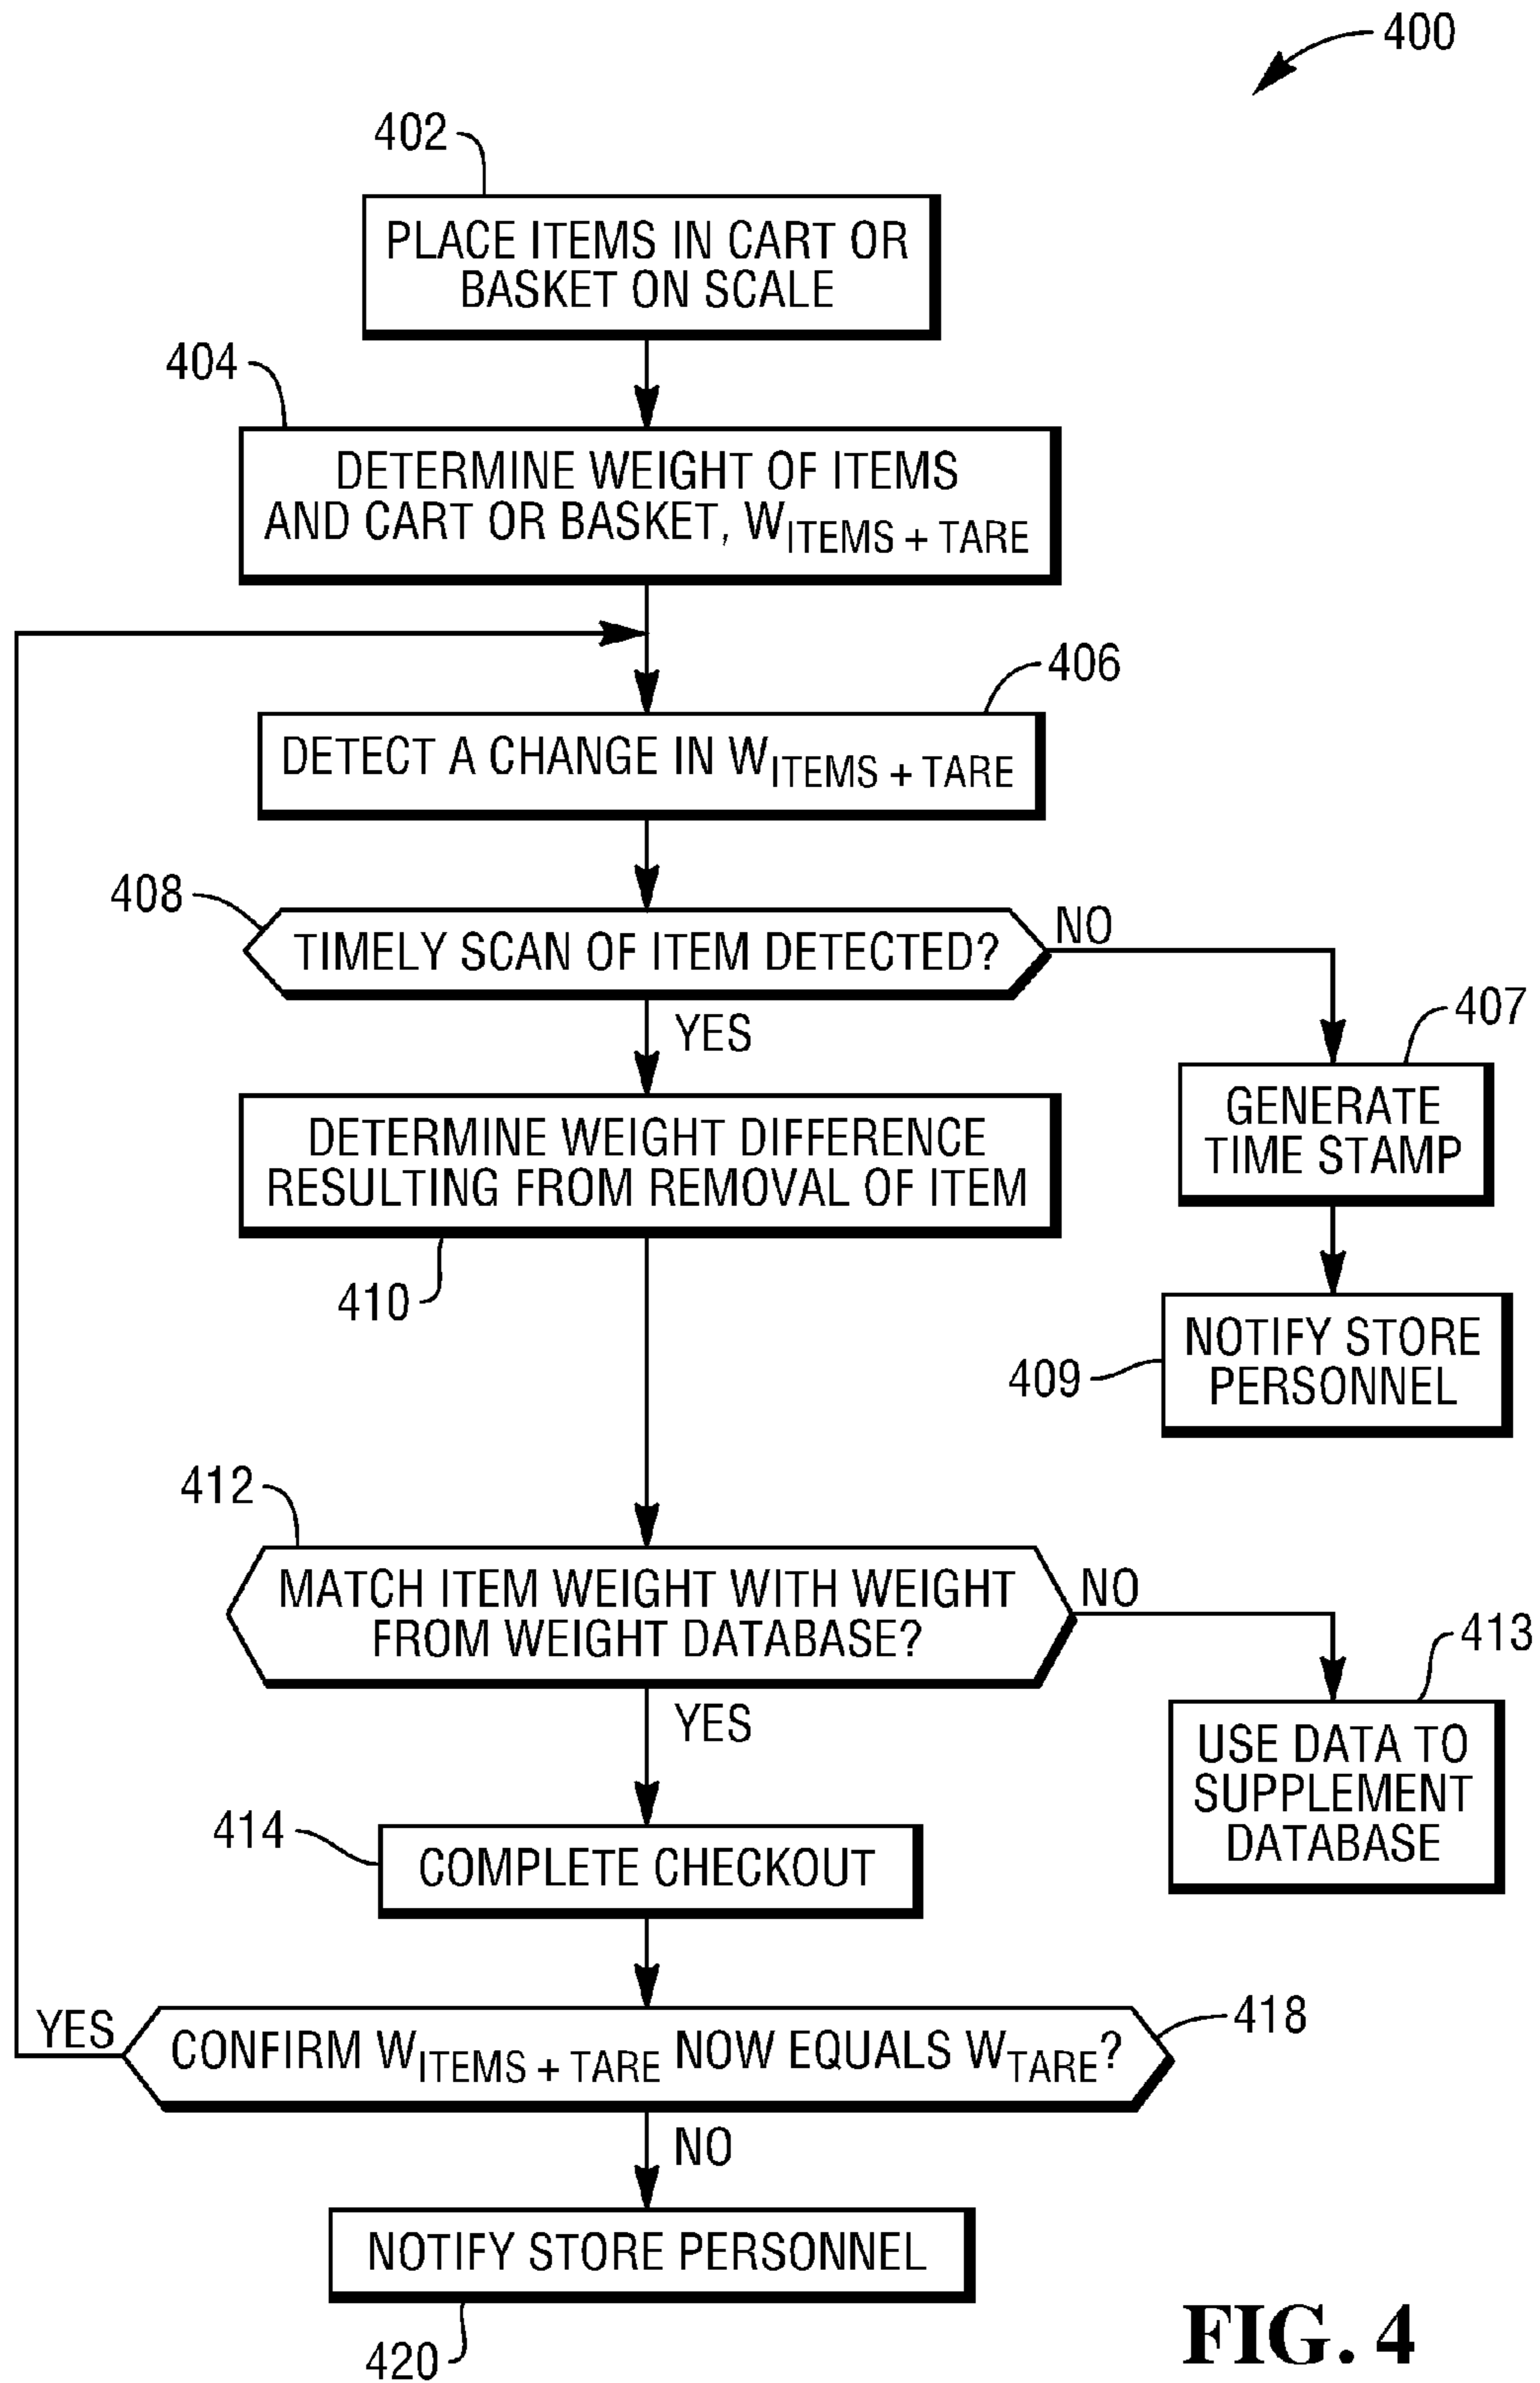 400
402
PLACE ITEMS IN CART OR
BASKET ON SCALE
404
DETERMINE WEIGHT OF ITEMS
AND CART OR BASKET, WITEMS + TARE
406
DETECT A CHANGE IN WITEMS + TARE
408
TIMELY SCAN OF ITEM DETECTED?
NO
YES
407
GENERATE
TIME STAMP
DETERMINE WEIGHT DIFFERENCE
RESULTING FROM REMOVAL OF ITEM
410
409
NOTIFY STORE
PERSONNEL
412
MATCH ITEM WEIGHT WITH WEIGHT
FROM WEIGHT DATABASE?
NO
YES
413
USE DATA TO
SUPPLEMENT
DATABASE
414
COMPLETE CHECKOUT
418
YES
CONFIRM WITEMS + TARE NOW EQUALS WTARE?
NO
NOTIFY STORE PERSONNEL
420
FIG. 4